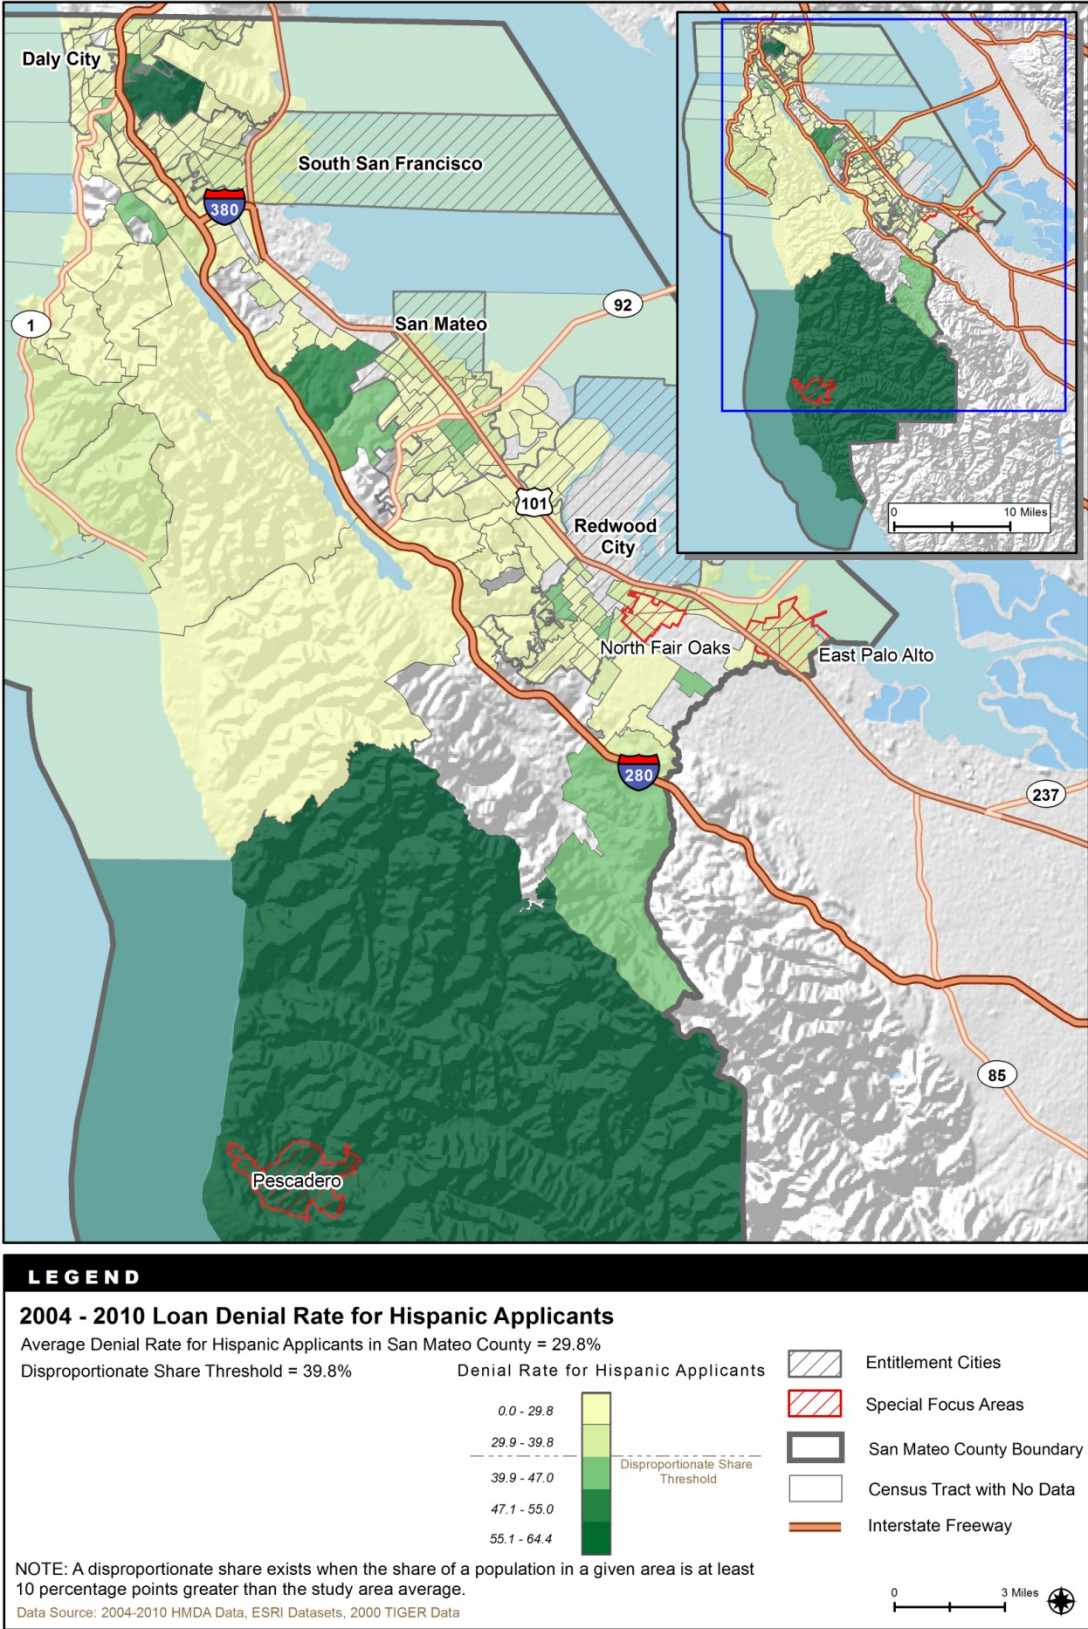 Daly City
South San Francisco
380
1
92
San Mateo
101
Redwood
City
North Fair Oaks
East Palo Alto
280
237
85
Pescadero
0 10 Miles
LEGEND
2004 - 2010 Loan Denial Rate for Hispanic Applicants
Average Denial Rate for Hispanic Applicants in San Mateo County = 29.8%
Disproportionate Share Threshold = 39.8%
Denial Rate for Hispanic Applicants
0.0 - 29.8
29.9 - 39.8
Disproportionate Share
Threshold
39.9 - 47.0
47.1 - 55.0
55.1 - 64.4
Entitlement Cities
Special Focus Areas
San Mateo County Boundary
Census Tract with No Data
Interstate Freeway
NOTE: A disproportionate share exists when the share of a population in a given area is at least
10 percentage points greater than the study area average.
Data Source: 2004-2010 HMDA Data, ESRI Datasets, 2000 TIGER Data
0 3 Miles